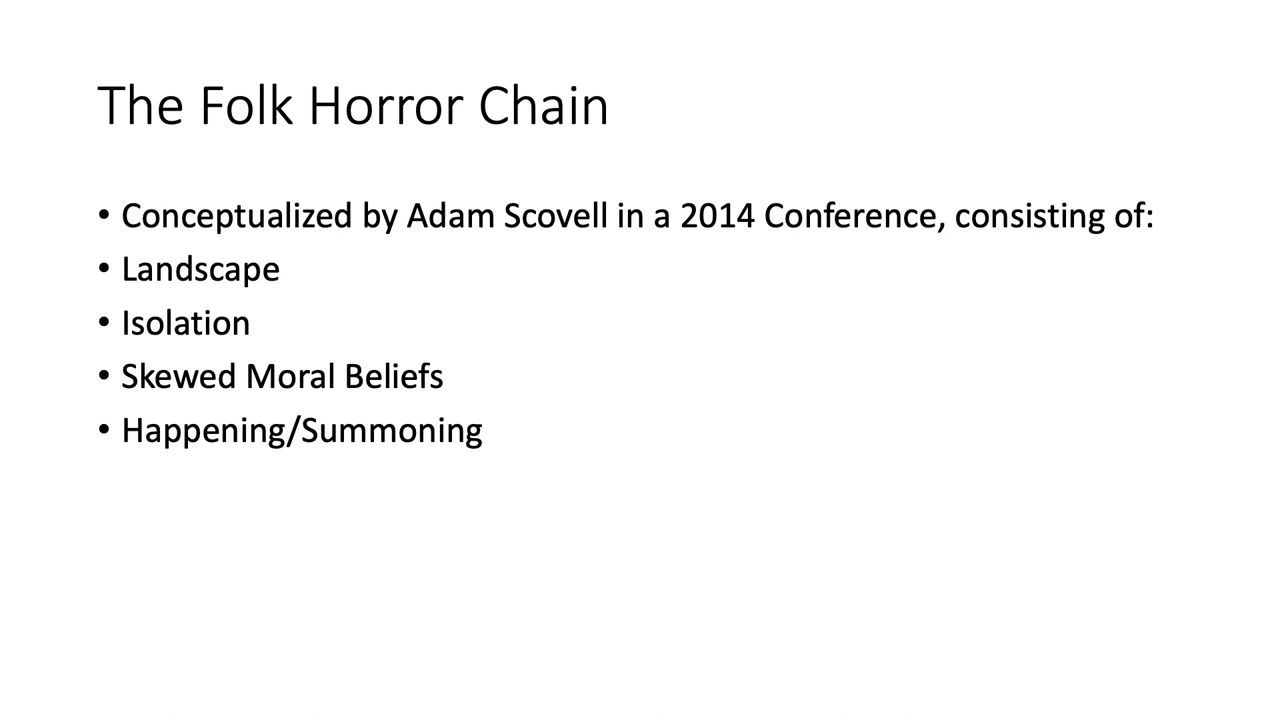 The Folk Horror Chain
• Conceptualized by Adam Scovell in a 2014 Conference, consisting of:
• Landscape
• Isolation
• Skewed Moral Beliefs
• Happening/Summoning